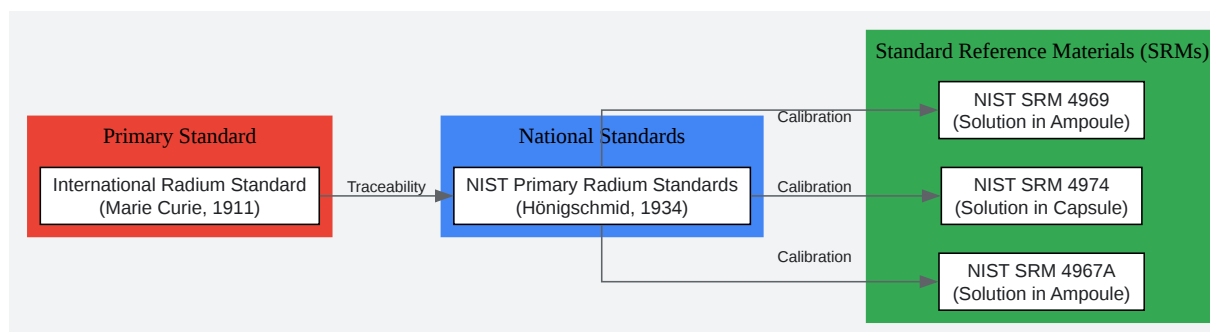 Primary Standard
International Radium Standard
(Marie Curie, 1911)
Traceability
National Standards
NIST Primary Radium Standards
(Hönigschmid, 1934)
Calibration
Calibration
Calibration
Standard Reference Materials (SRMs)
NIST SRM 4969
(Solution in Ampoule)
NIST SRM 4974
(Solution in Capsule)
NIST SRM 4967A
(Solution in Ampoule)